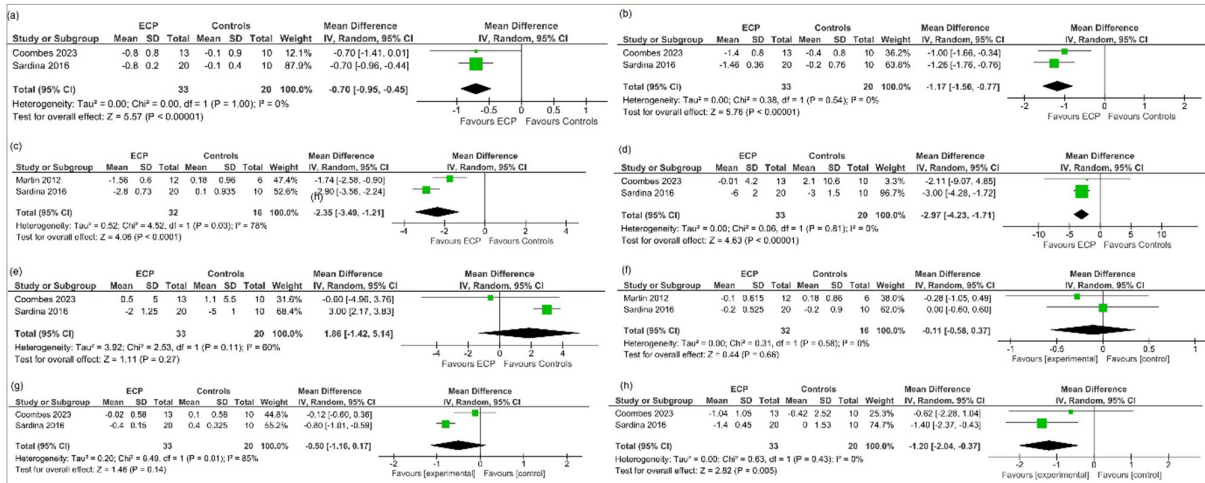 (a)
ECP Controls Mean Difference Mean Difference
Study or Subgroup Mean SD Total Mean SD Total Weight IV, Random, 95% CI IV, Random, 95% CI
Coombes 2023 -0.8 0.8 13 -0.1 0.9 10 12.1% -0.70 [-1.41, 0.01]
Sardina 2016 -0.8 0.2 20 -0.1 0.4 10 87.9% -0.70 [-0.96, -0.44]
Total (95% CI) 33 20 100.0% -0.70 [-0.95, -0.45]
Heterogeneity: Tau² = 0.00; Chi² = 0.00, df = 1 (P = 1.00); I² = 0%
Test for overall effect: Z = 5.57 (P < 0.00001)
-2 -1 0 1 2
Favours ECP Favours Controls
(b)
ECP Controls Mean Difference Mean Difference
Study or Subgroup Mean SD Total Mean SD Total Weight IV, Random, 95% CI IV, Random, 95% CI
Coombes 2023 -1.4 0.8 13 -0.4 0.8 10 36.2% -1.00 [-1.66, -0.34]
Sardina 2016 -1.46 0.36 20 -0.2 0.76 10 63.8% -1.26 [-1.76, -0.76]
Total (95% CI) 33 20 100.0% -1.17 [-1.56, -0.77]
Heterogeneity: Tau² = 0.00; Chi² = 0.38, df = 1 (P = 0.54); I² = 0%
Test for overall effect: Z = 5.76 (P < 0.00001)
-2 -1 0 1 2
Favours ECP Favours Controls
(c)
ECP Controls Mean Difference Mean Difference
Study or Subgroup Mean SD Total Mean SD Total Weight IV, Random, 95% CI IV, Random, 95% CI
Martin 2012 -1.56 0.6 12 0.18 0.96 6 47.4% -1.74 [-2.58, -0.90]
Sardina 2016 -2.8 0.73 20 0.1 0.935 10 52.6% -2.90 [-3.56, -2.24]
(h)
Total (95% CI) 32 16 100.0% -2.35 [-3.49, -1.21]
Heterogeneity: Tau² = 0.52; Chi² = 4.52, df = 1 (P = 0.03); I² = 78%
Test for overall effect: Z = 4.06 (P < 0.0001)
-4 -2 0 2 4
Favours ECP Favours Controls
(d)
ECP Controls Mean Difference Mean Difference
Study or Subgroup Mean SD Total Mean SD Total Weight IV, Random, 95% CI IV, Random, 95% CI
Coombes 2023 -0.01 4.2 13 2.1 10.6 10 3.3% -2.11 [-9.07, 4.85]
Sardina 2016 -6 2 20 -3 1.5 10 96.7% -3.00 [-4.28, -1.72]
Total (95% CI) 33 20 100.0% -2.97 [-4.23, -1.71]
Heterogeneity: Tau² = 0.00; Chi² = 0.06, df = 1 (P = 0.81); I² = 0%
Test for overall effect: Z = 4.63 (P < 0.00001)
-10 -5 0 5 10
Favours ECP Favours Controls
(e)
ECP Controls Mean Difference Mean Difference
Study or Subgroup Mean SD Total Mean SD Total Weight IV, Random, 95% CI IV, Random, 95% CI
Coombes 2023 0.5 5 13 1.1 5.5 10 31.6% -0.60 [-4.96, 3.76]
Sardina 2016 -2 1.25 20 -5 1 10 68.4% 3.00 [2.17, 3.83]
Total (95% CI) 33 20 100.0% 1.86 [-1.42, 5.14]
Heterogeneity: Tau² = 3.92; Chi² = 2.53, df = 1 (P = 0.11); I² = 60%
Test for overall effect: Z = 1.11 (P = 0.27)
-4 -2 0 2 4
Favours ECP Favours Controls
(f)
ECP Controls Mean Difference Mean Difference
Study or Subgroup Mean SD Total Mean SD Total Weight IV, Random, 95% CI IV, Random, 95% CI
Martin 2012 -0.1 0.615 12 0.18 0.86 6 38.0% -0.28 [-1.05, 0.49]
Sardina 2016 -0.2 0.525 20 -0.2 0.9 10 62.0% 0.00 [-0.60, 0.60]
Total (95% CI) 32 16 100.0% -0.11 [-0.58, 0.37]
Heterogeneity: Tau² = 0.00; Chi² = 0.31, df = 1 (P = 0.58); I² = 0%
Test for overall effect: Z = 0.44 (P = 0.66)
-1 -0.5 0 0.5 1
Favours [experimental] Favours [control]
(g)
ECP Controls Mean Difference Mean Difference
Study or Subgroup Mean SD Total Mean SD Total Weight IV, Random, 95% CI IV, Random, 95% CI
Coombes 2023 -0.02 0.58 13 0.1 0.58 10 44.8% -0.12 [-0.60, 0.36]
Sardina 2016 -0.4 0.15 20 0.4 0.325 10 55.2% -0.80 [-1.01, -0.59]
Total (95% CI) 33 20 100.0% -0.50 [-1.16, 0.17]
Heterogeneity: Tau² = 0.20; Chi² = 6.49, df = 1 (P = 0.01); I² = 85%
Test for overall effect: Z = 1.46 (P = 0.14)
-2 -1 0 1 2
Favours [experimental] Favours [control]
(h)
ECP Controls Mean Difference Mean Difference
Study or Subgroup Mean SD Total Mean SD Total Weight IV, Random, 95% CI IV, Random, 95% CI
Coombes 2023 -1.04 1.05 13 -0.42 2.52 10 25.3% -0.62 [-2.28, 1.04]
Sardina 2016 -1.4 0.45 20 0 1.53 10 74.7% -1.40 [-2.37, -0.43]
Total (95% CI) 33 20 100.0% -1.20 [-2.04, -0.37]
Heterogeneity: Tau² = 0.00; Chi² = 0.63, df = 1 (P = 0.43); I² = 0%
Test for overall effect: Z = 2.82 (P = 0.005)
-2 -1 0 1 2
Favours [experimental] Favours [control]